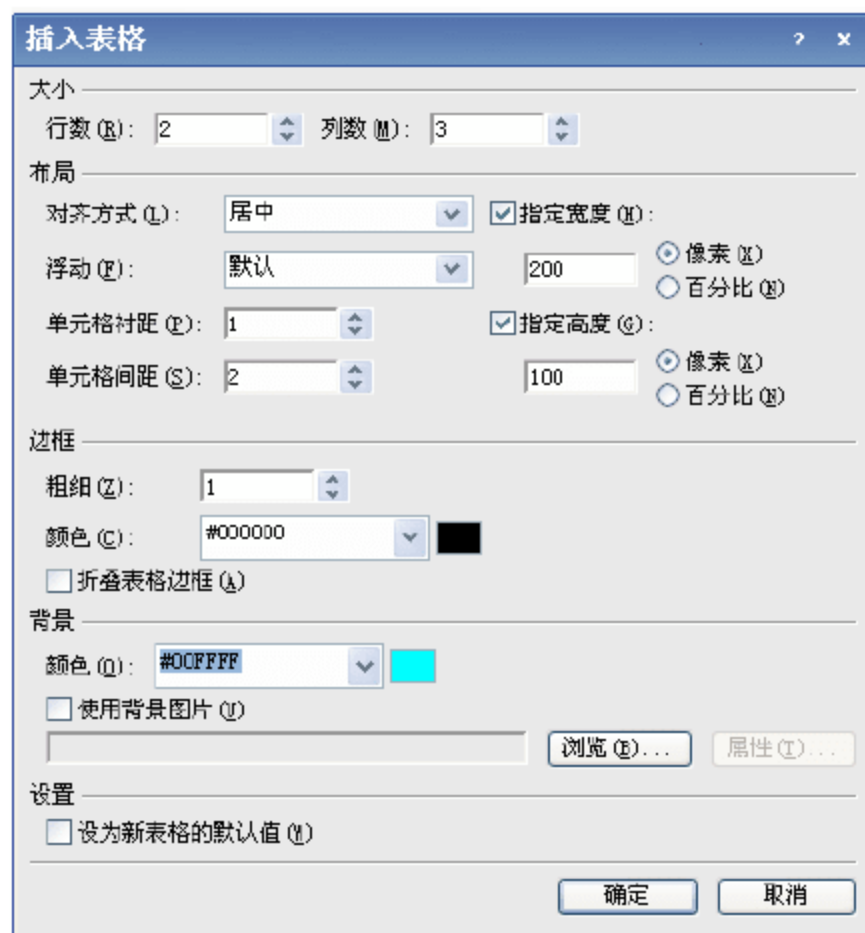 插入表格 ? ×
大小
行数(R): 2 列数(M): 3
布局
对齐方式(L): 居中 指定宽度(H):
浮动(F): 默认 200 像素(X)
百分比(N)
单元格衬距(P): 1 指定高度(G):
单元格间距(S): 2 100 像素(X)
百分比(N)
边框
粗细(Z): 1
颜色(C): #000000
折叠表格边框(A)
背景
颜色(O): #00FFFF
使用背景图片(U)
浏览(B)... 属性(T)...
设置
设为新表格的默认值(W)
确定 取消